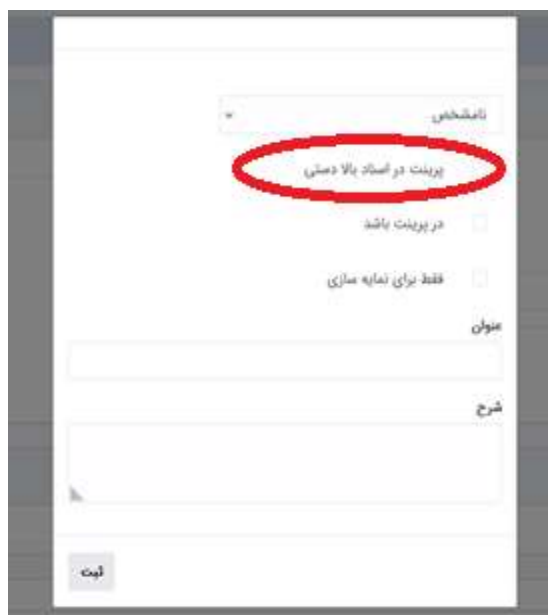 نامشخص
پرینت در اسناد بالا دستی
در پرینت باشد
فقط برای نمایه سازی
عنوان
شرح
ثبت